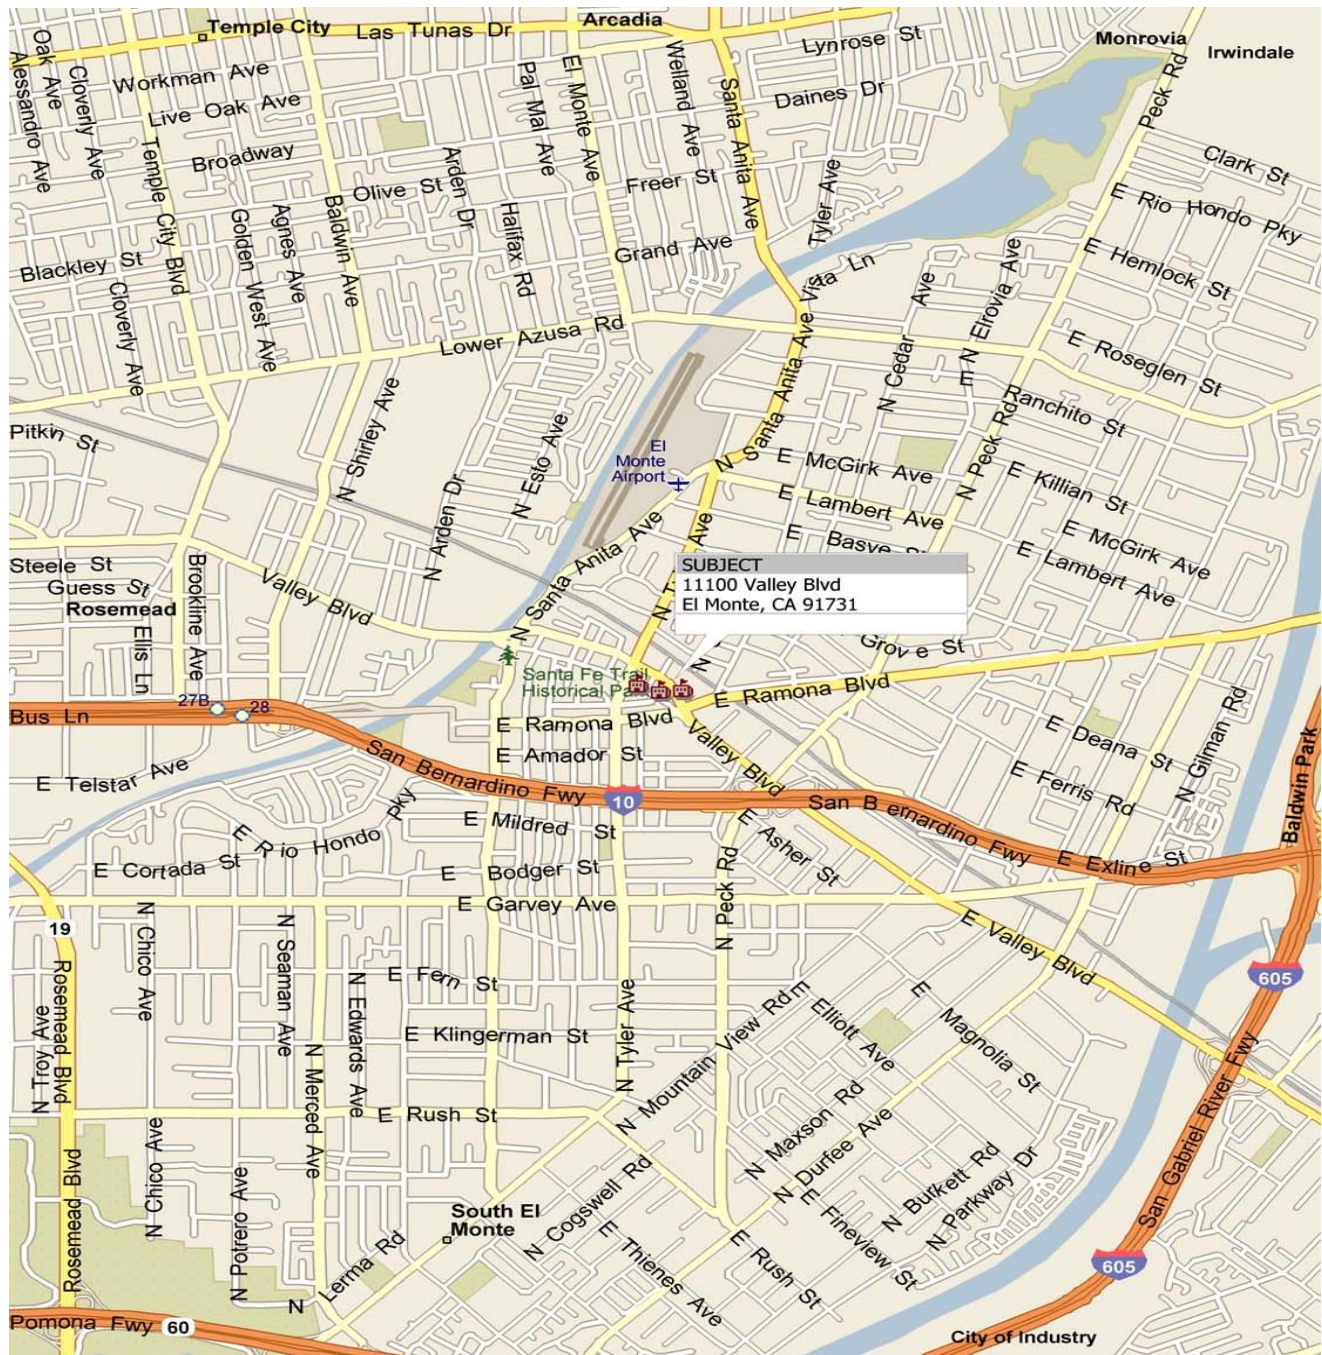 Temple City
Las Tunas Dr
Arcadia
Monrovia
Irwindale
Oak Ave
Alessandro Ave
Cloverly Ave
Workman Ave
Live Oak Ave
Broadway
Temple City Blvd
Golden West Ave
Agnes Ave
Baldwin Ave
Olive St
Arden Dr
Halifax Rd
Pal Mal Ave
El Monte Ave
Welland Ave
Santa Anita Ave
Lynrose St
Daines Dr
Freer St
Grand Ave
Tyler Ave
Peck Rd
Clark St
E Rio Hondo Pky
E Hemlock St
Blackley St
Cloverly Ave
Lower Azusa Rd
Vista Ln
N Santa Anita Ave
N Cedar Ave
E N Elrovia Ave
E Roseglen St
Ranchito St
Pitkin St
N Shirley Ave
N Arden Dr
N Esto Ave
El
Monte
Airport
E McGirk Ave
E Lambert Ave
N Peck Rd
E Killian St
E McGirk Ave
E Lambert Ave
E Basye St
Steele St
Guess St
Rosemead
Ellis Ln
Brookline Ave
Valley Blvd
N Santa Anita Ave
N T Ave
SUBJECT
11100 Valley Blvd
El Monte, CA 91731
Grove St
N
Santa Fe Trail
Historical Park
E Ramona Blvd
E Ramona Blvd
27B
28
Bus Ln
E Telstar Ave
E Amador St
Valley Blvd
San Bernardino Fwy
10
San Bernardino Fwy
E Deana St
E Ferris Rd
N Gilman Rd
Baldwin Park
E Exline St
E Rio Hondo Pky
E Mildred St
E Asher St
E Cortada St
E Bodger St
E Garvey Ave
N Peck Rd
E Valley Blvd
19
Rosemead Blvd
N Troy Ave
N Chico Ave
N Seaman Ave
N Merced Ave
N Edwards Ave
E Fern St
E Klingerman St
E Rush St
N Tyler Ave
N Mountain View Rd
E Elliott Ave
E Magnolia St
605
San Gabriel River Fwy
N Maxson Rd
N Durfee Ave
N Burkett Rd
N Parkway Dr
E Fineview St
Rosemead Blvd
N Chico Ave
N Potrero Ave
N Lerma Rd
South El
Monte
N Cogswell Rd
E Thienes Ave
E Rush St
605
Pomona Fwy
60
City of Industry